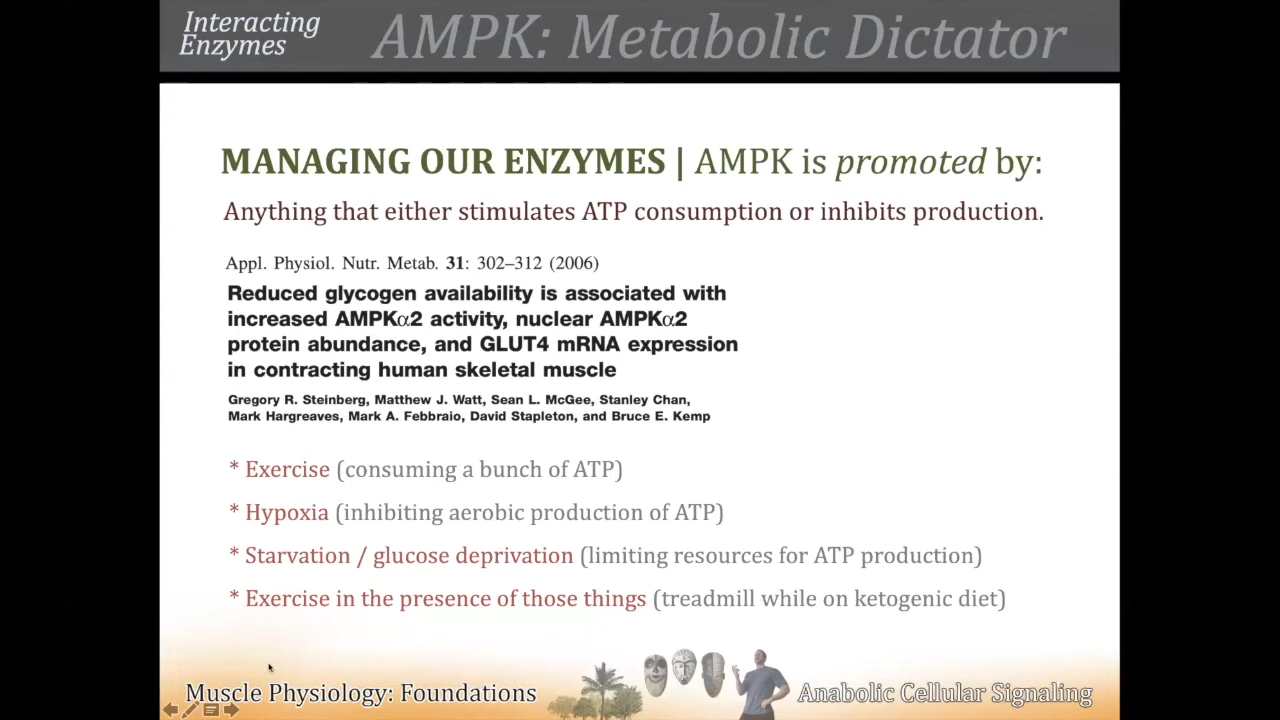 Interacting
Enzymes
AMPK: Metabolic Dictator
MANAGING OUR ENZYMES | AMPK is promoted by:
Anything that either stimulates ATP consumption or inhibits production.
Appl. Physiol. Nutr. Metab. 31: 302–312 (2006)
Reduced glycogen availability is associated with
increased AMPKα2 activity, nuclear AMPKα2
protein abundance, and GLUT4 mRNA expression
in contracting human skeletal muscle
Gregory R. Steinberg, Matthew J. Watt, Sean L. McGee, Stanley Chan,
Mark Hargreaves, Mark A. Febbraio, David Stapleton, and Bruce E. Kemp
* Exercise (consuming a bunch of ATP)
* Hypoxia (inhibiting aerobic production of ATP)
* Starvation / glucose deprivation (limiting resources for ATP production)
* Exercise in the presence of those things (treadmill while on ketogenic diet)
Muscle Physiology: Foundations
Anabolic Cellular Signaling